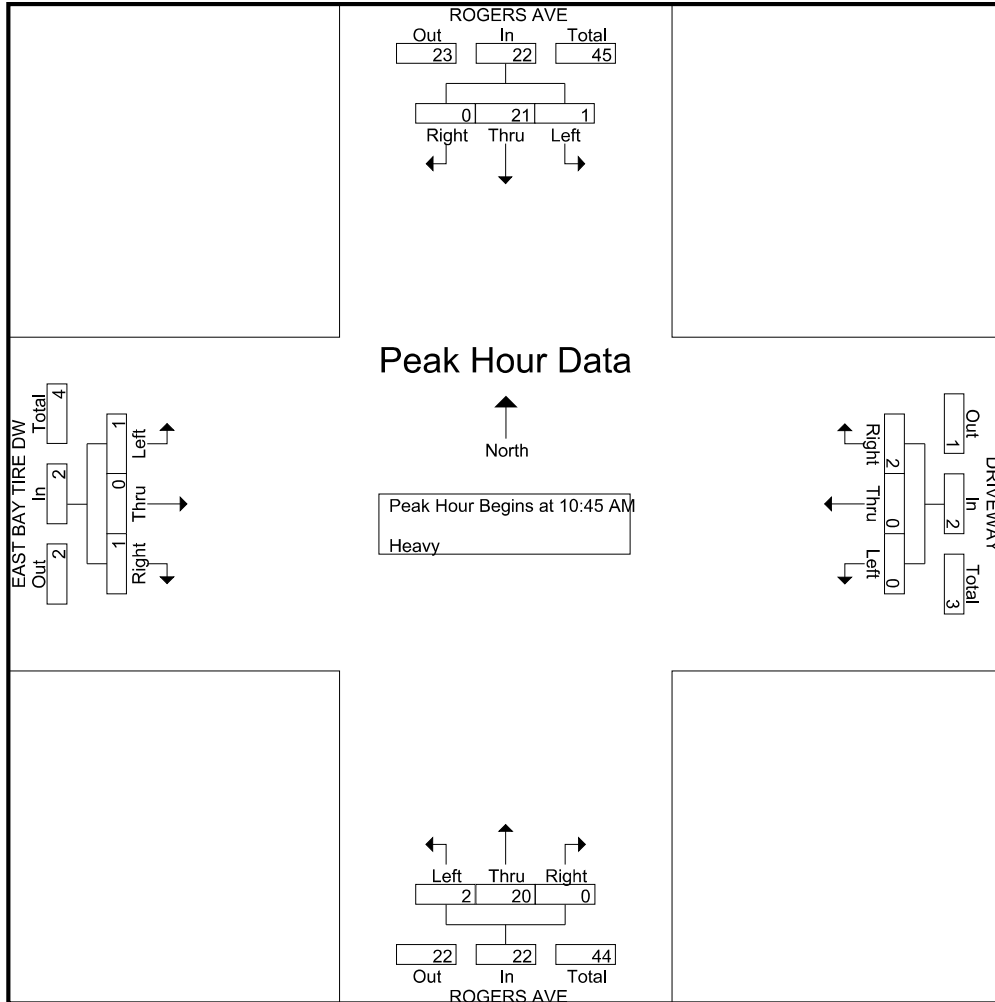 ROGERS AVE
Out In Total
23 22 45
0 21 1
Right Thru Left
Peak Hour Data
North
Peak Hour Begins at 10:45 AM
Heavy
EAST BAY TIRE DW
Out In Total
2 2 4
Right Thru Left
1 0 1
DRIVEWAY
Out In Total
1 2 3
Right Thru Left
2 0 0
Left Thru Right
2 20 0
22 22 44
Out In Total
ROGERS AVE